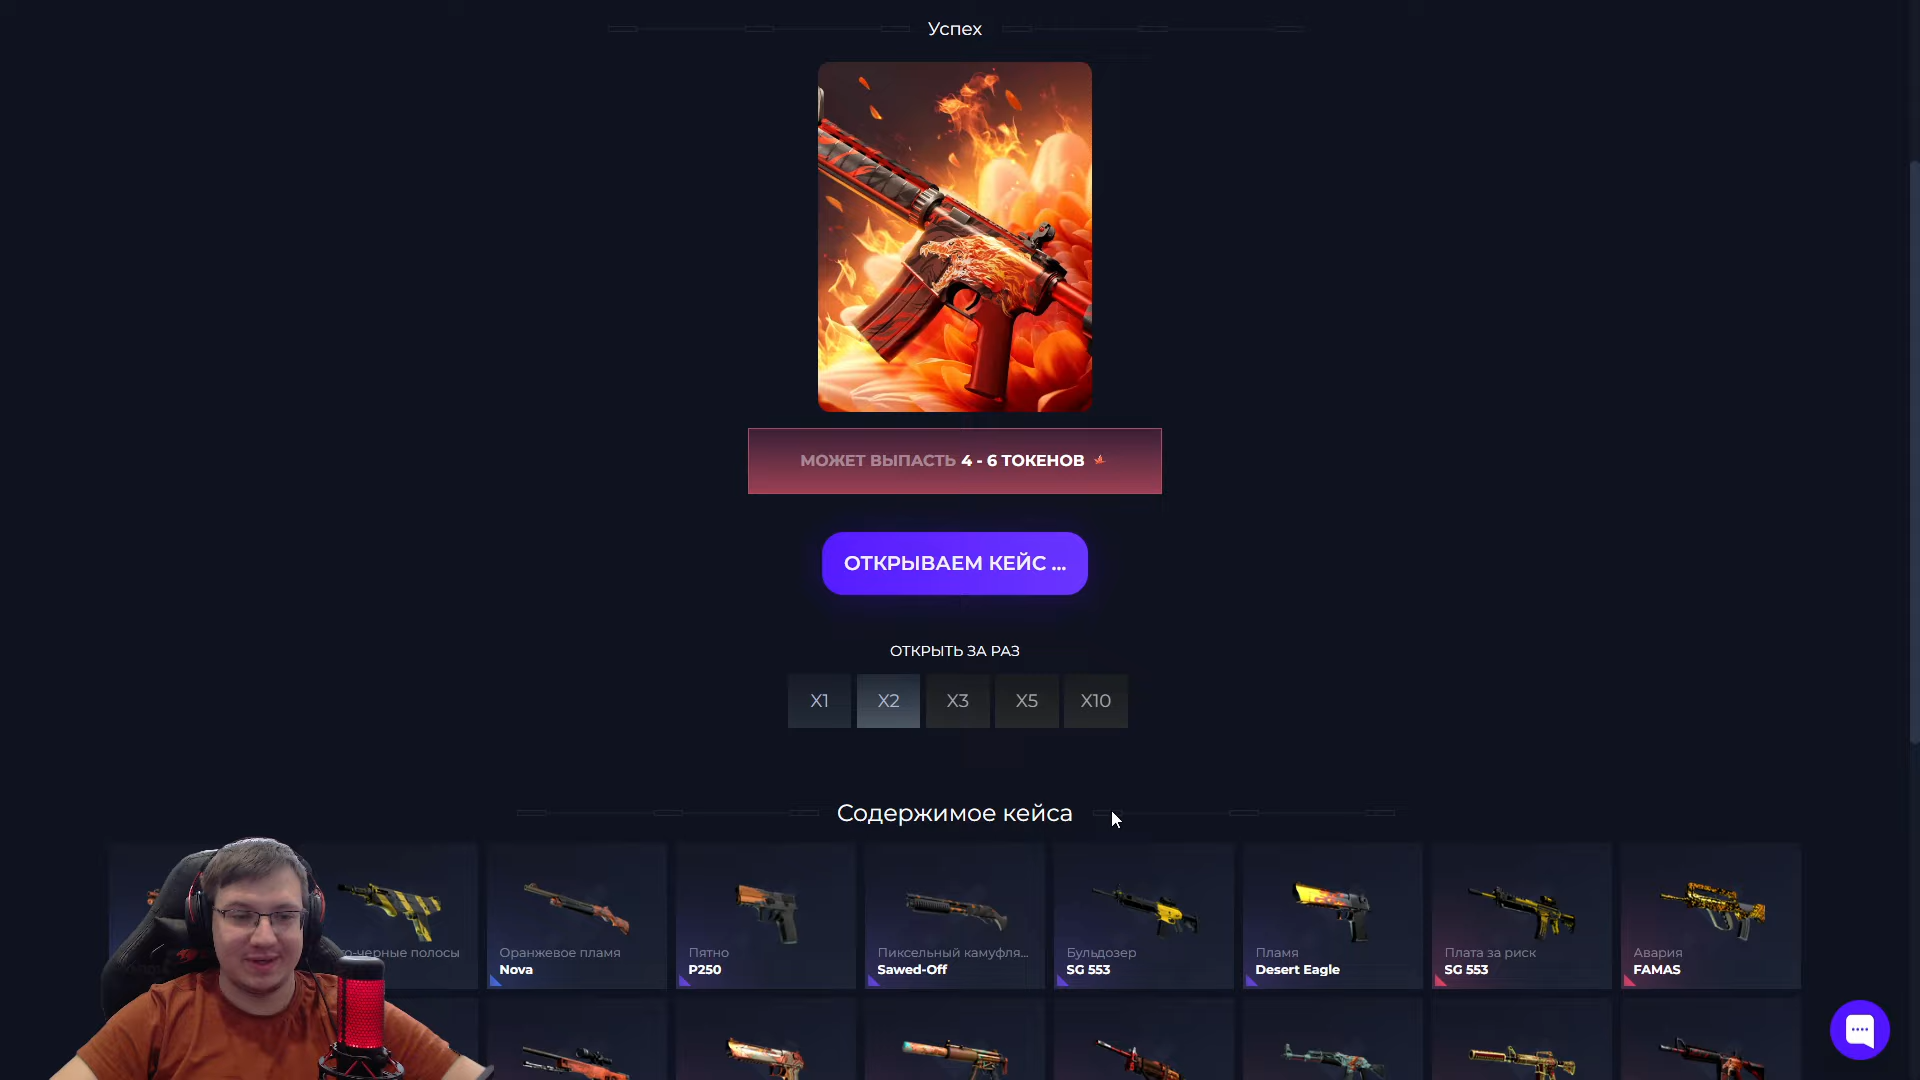 Успех
МОЖЕТ ВЫПАСТЬ 4 - 6 ТОКЕНОВ
ОТКРЫВАЕМ КЕЙС ...
ОТКРЫТЬ ЗА РАЗ
X1 X2 X3 X5 X10
Содержимое кейса
о-черные полосы
Оранжевое пламя
Nova
Пятно
P250
Пиксельный камуфля...
Sawed-Off
Бульдозер
SG 553
Пламя
Desert Eagle
Плата за риск
SG 553
Авария
FAMAS